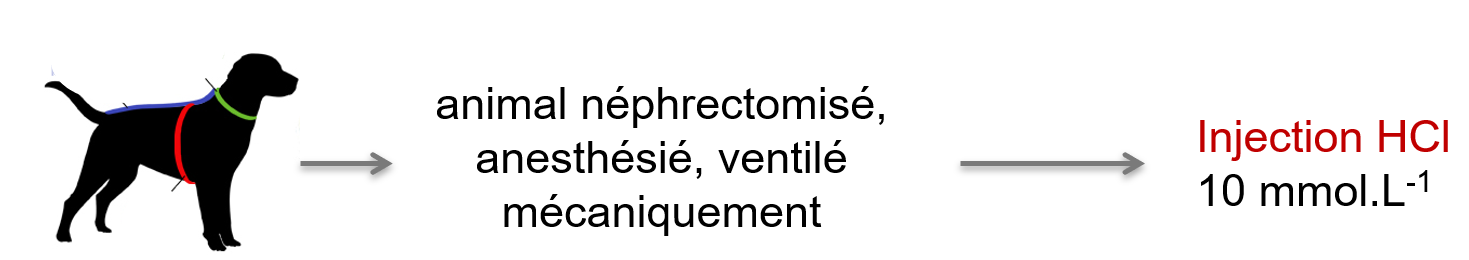 animal néphrectomisé,
anesthésié, ventilé
mécaniquement
Injection HCl
10 mmol.L⁻¹